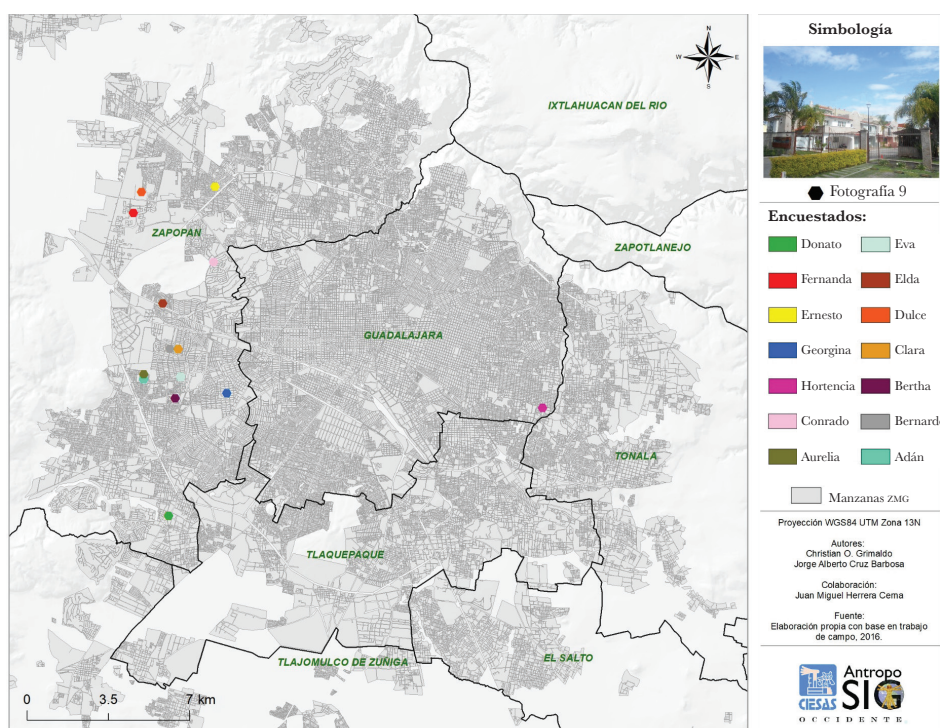 N
W E
S
IXTLAHUACAN DEL RIO
ZAPOPAN
ZAPOTLANEJO
GUADALAJARA
TONALA
TLAQUEPAQUE
TLAJOMULCO DE ZUÑIGA
EL SALTO
0 3.5 7 km
Simbología
Fotografía 9
Encuestados:
Donato Eva
Fernanda Elda
Ernesto Dulce
Georgina Clara
Hortencia Bertha
Conrado Bernard
Aurelia Adán
Manzanas ZMG
Proyección WGS84 UTM Zona 13N
Autores:
Christian O. Grimaldo
Jorge Alberto Cruz Barbosa
Colaboración:
Juan Miguel Herrera Cema
Fuente:
Elaboración propia con base en trabajo
de campo, 2016.
CIESAS
Antropo
SIG
OCCIDENTE